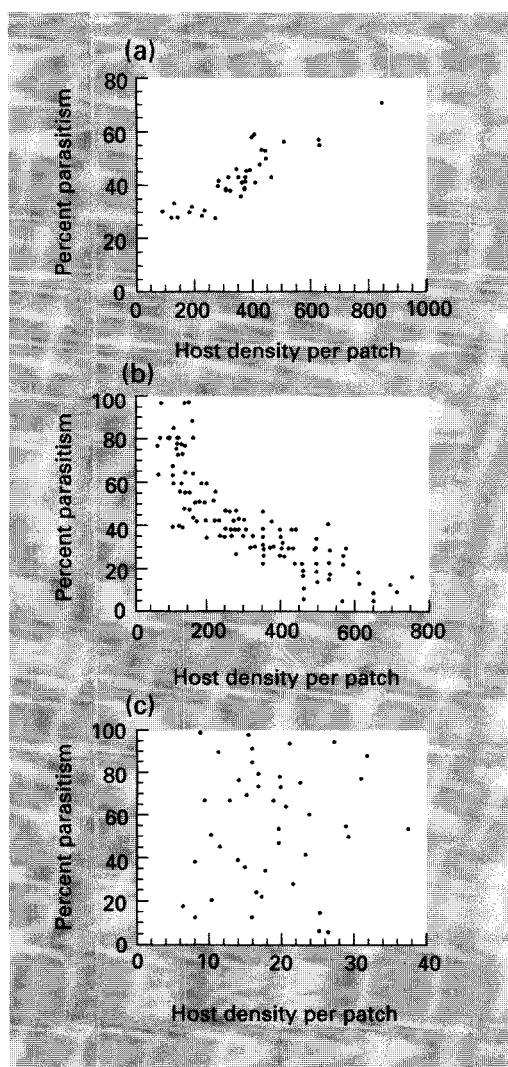 (a)
80
60
40
20
0
Percent parasitism
0 200 400 600 800 1000
Host density per patch
(b)
100
80
60
40
20
0
Percent parasitism
0 200 400 600 800
Host density per patch
(c)
100
80
60
40
20
0
Percent parasitism
0 10 20 30 40
Host density per patch